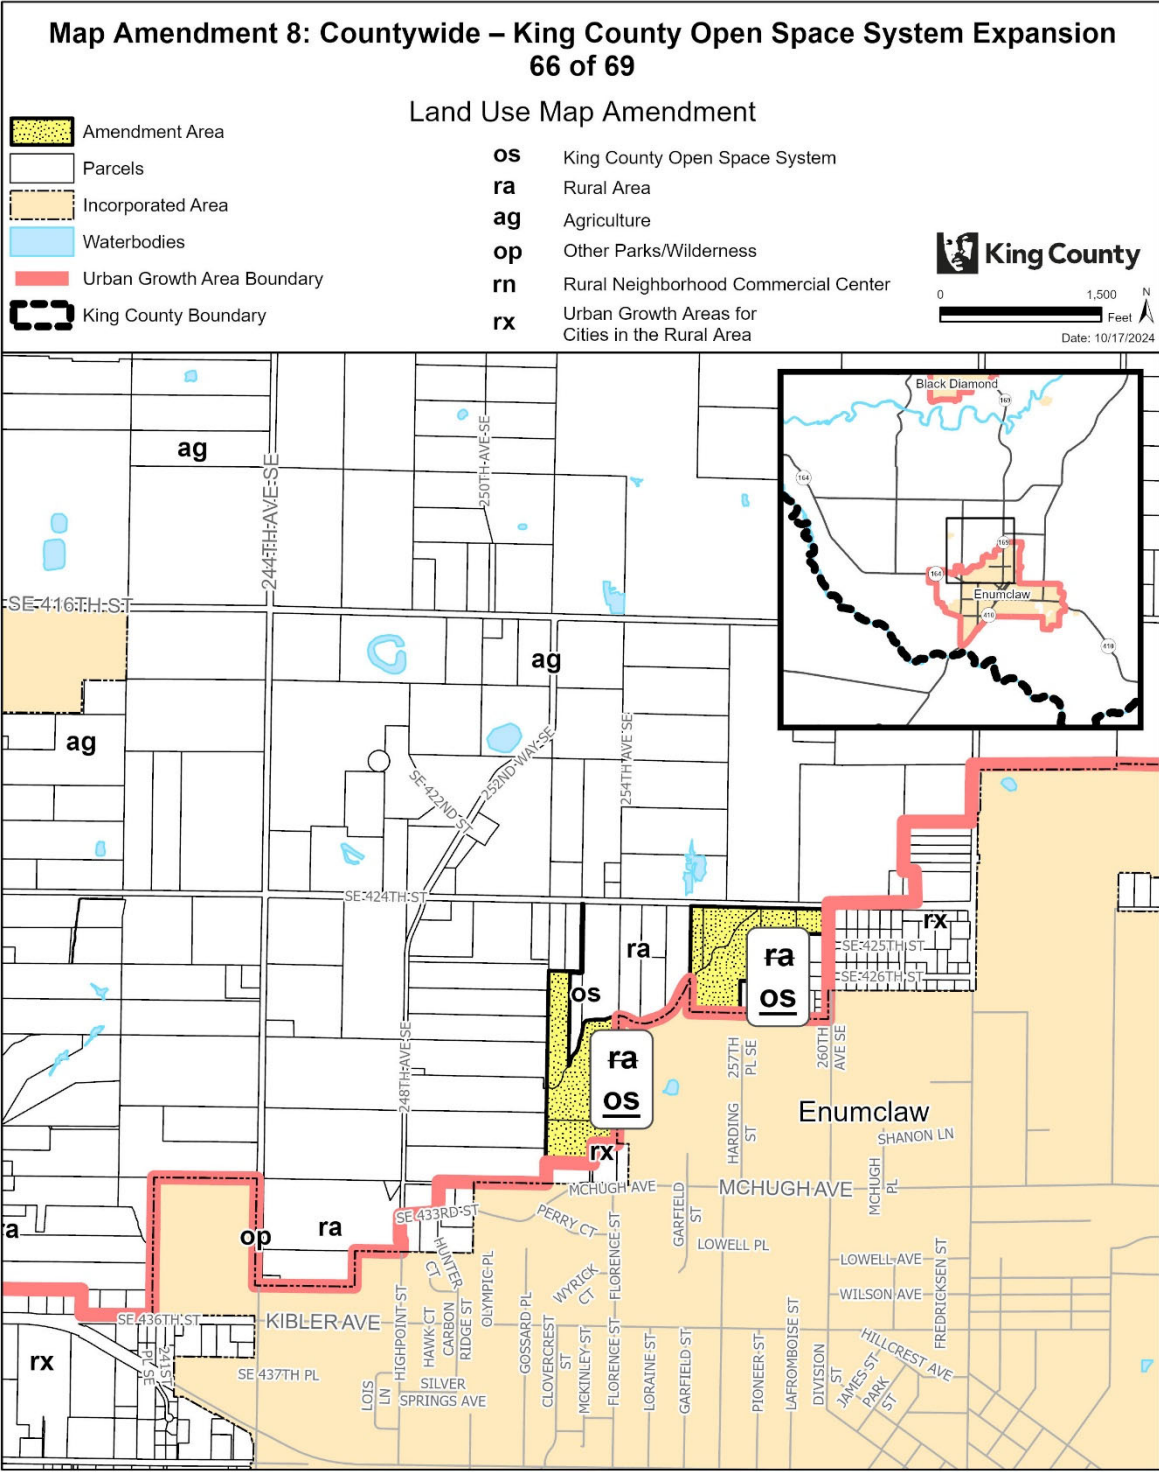 Map Amendment 8: Countywide – King County Open Space System Expansion
66 of 69
Land Use Map Amendment
Amendment Area
Parcels
Incorporated Area
Waterbodies
Urban Growth Area Boundary
King County Boundary
os King County Open Space System
ra Rural Area
ag Agriculture
op Other Parks/Wilderness
rn Rural Neighborhood Commercial Center
rx Urban Growth Areas for
Cities in the Rural Area
King County
0 1,500
Feet
N
Date: 10/17/2024
Black Diamond
169
164
169
164
Enumclaw
410
410
ag
244TH AVE SE
250TH AVE SE
SE 416TH ST
ag
ag
252ND WAY SE
SE 422ND ST
254TH AVE SE
SE 424TH ST
ra
rx
SE 425TH ST
SE 426TH ST
ra
os
os
248TH AVE SE
ra
os
257TH
PL SE
260TH
AVE SE
Enumclaw
HARDING
ST
SHANON LN
rx
MCHUGH AVE
MCHUGH AVE
MCHUGH
PL
ra
op
ra
SE 433RD ST
PERRY CT
GARFIELD
ST
LOWELL PL
HUNTER
CT
OLYMPIC PL
WYRICK
CT
FLORENCE ST
LOWELL AVE
WILSON AVE
FREDRICKSEN ST
SE 436TH ST
KIBLER AVE
HIGHPOINT ST
HAWK CT
CARBON
RIDGE ST
GOSSARD PL
CLOVERCREST
ST
MCKINLEY ST
FLORENCE ST
LORAINE ST
GARFIELD ST
PIONEER ST
LAFROMBOISE ST
DIVISION
ST
JAMES ST
PARK
ST
HILLCREST AVE
rx
241ST
PL SE
SE 437TH PL
LOIS
LN
SILVER
SPRINGS AVE